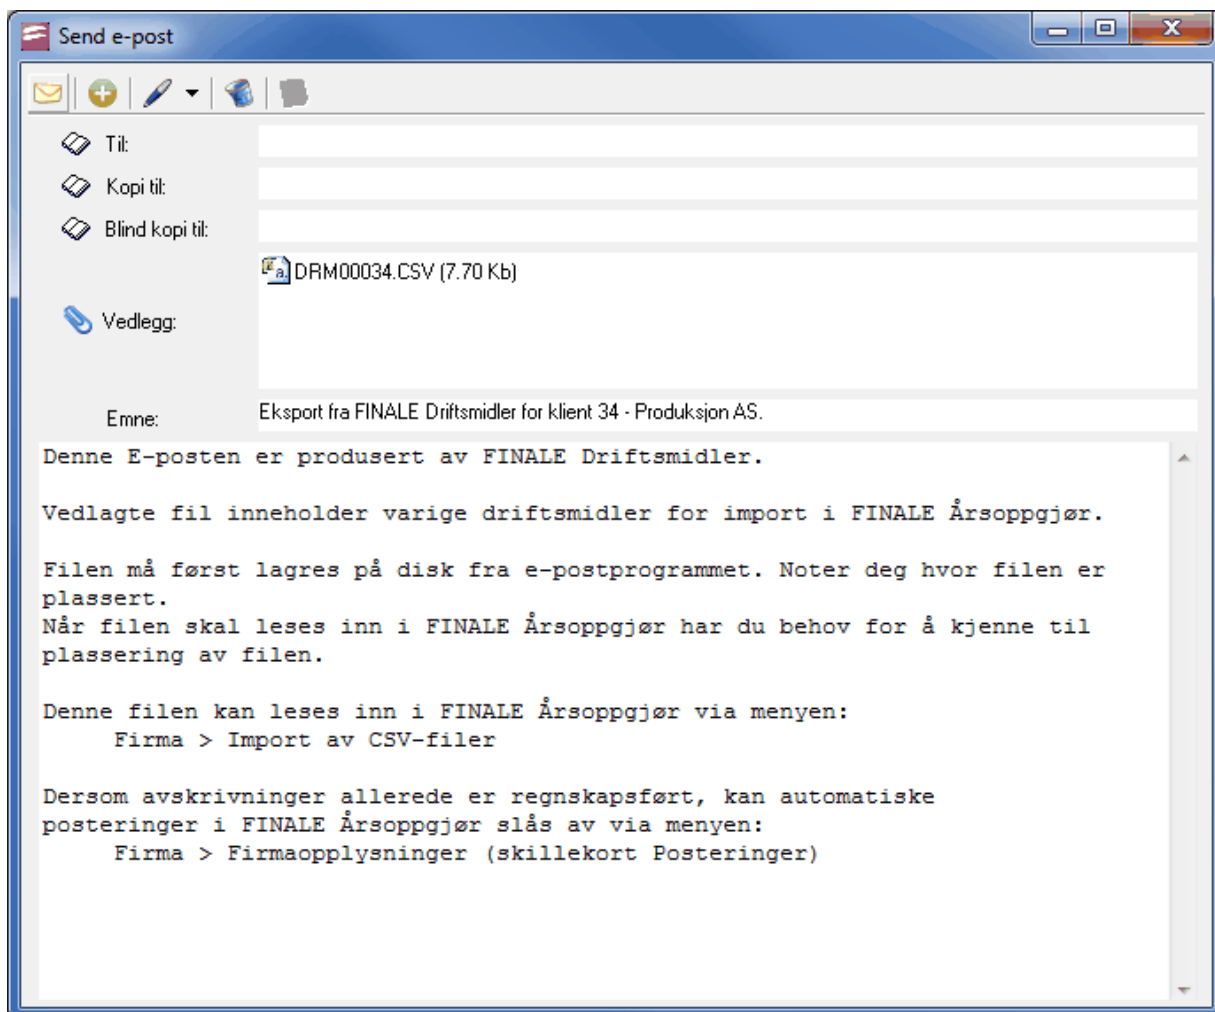 Send e-post
Til:
Kopi til:
Blind kopi til:
DRM00034.CSV (7.70 Kb)
Vedlegg:
Emne:
Eksport fra FINALE Driftsmidler for klient 34 - Produksjon AS.
Denne E-posten er produsert av FINALE Driftsmidler.
Vedlagte fil inneholder varige driftsmidler for import i FINALE Årsoppgjør.
Filen må først lagres på disk fra e-postprogrammet. Noter deg hvor filen er
plassert.
Når filen skal leses inn i FINALE Årsoppgjør har du behov for å kjenne til
plassering av filen.
Denne filen kan leses inn i FINALE Årsoppgjør via menyen:
Firma > Import av CSV-filer
Dersom avskrivninger allerede er regnskapsført, kan automatiske
posteringer i FINALE Årsoppgjør slås av via menyen:
Firma > Firmaopplysninger (skillekort Posteringer)